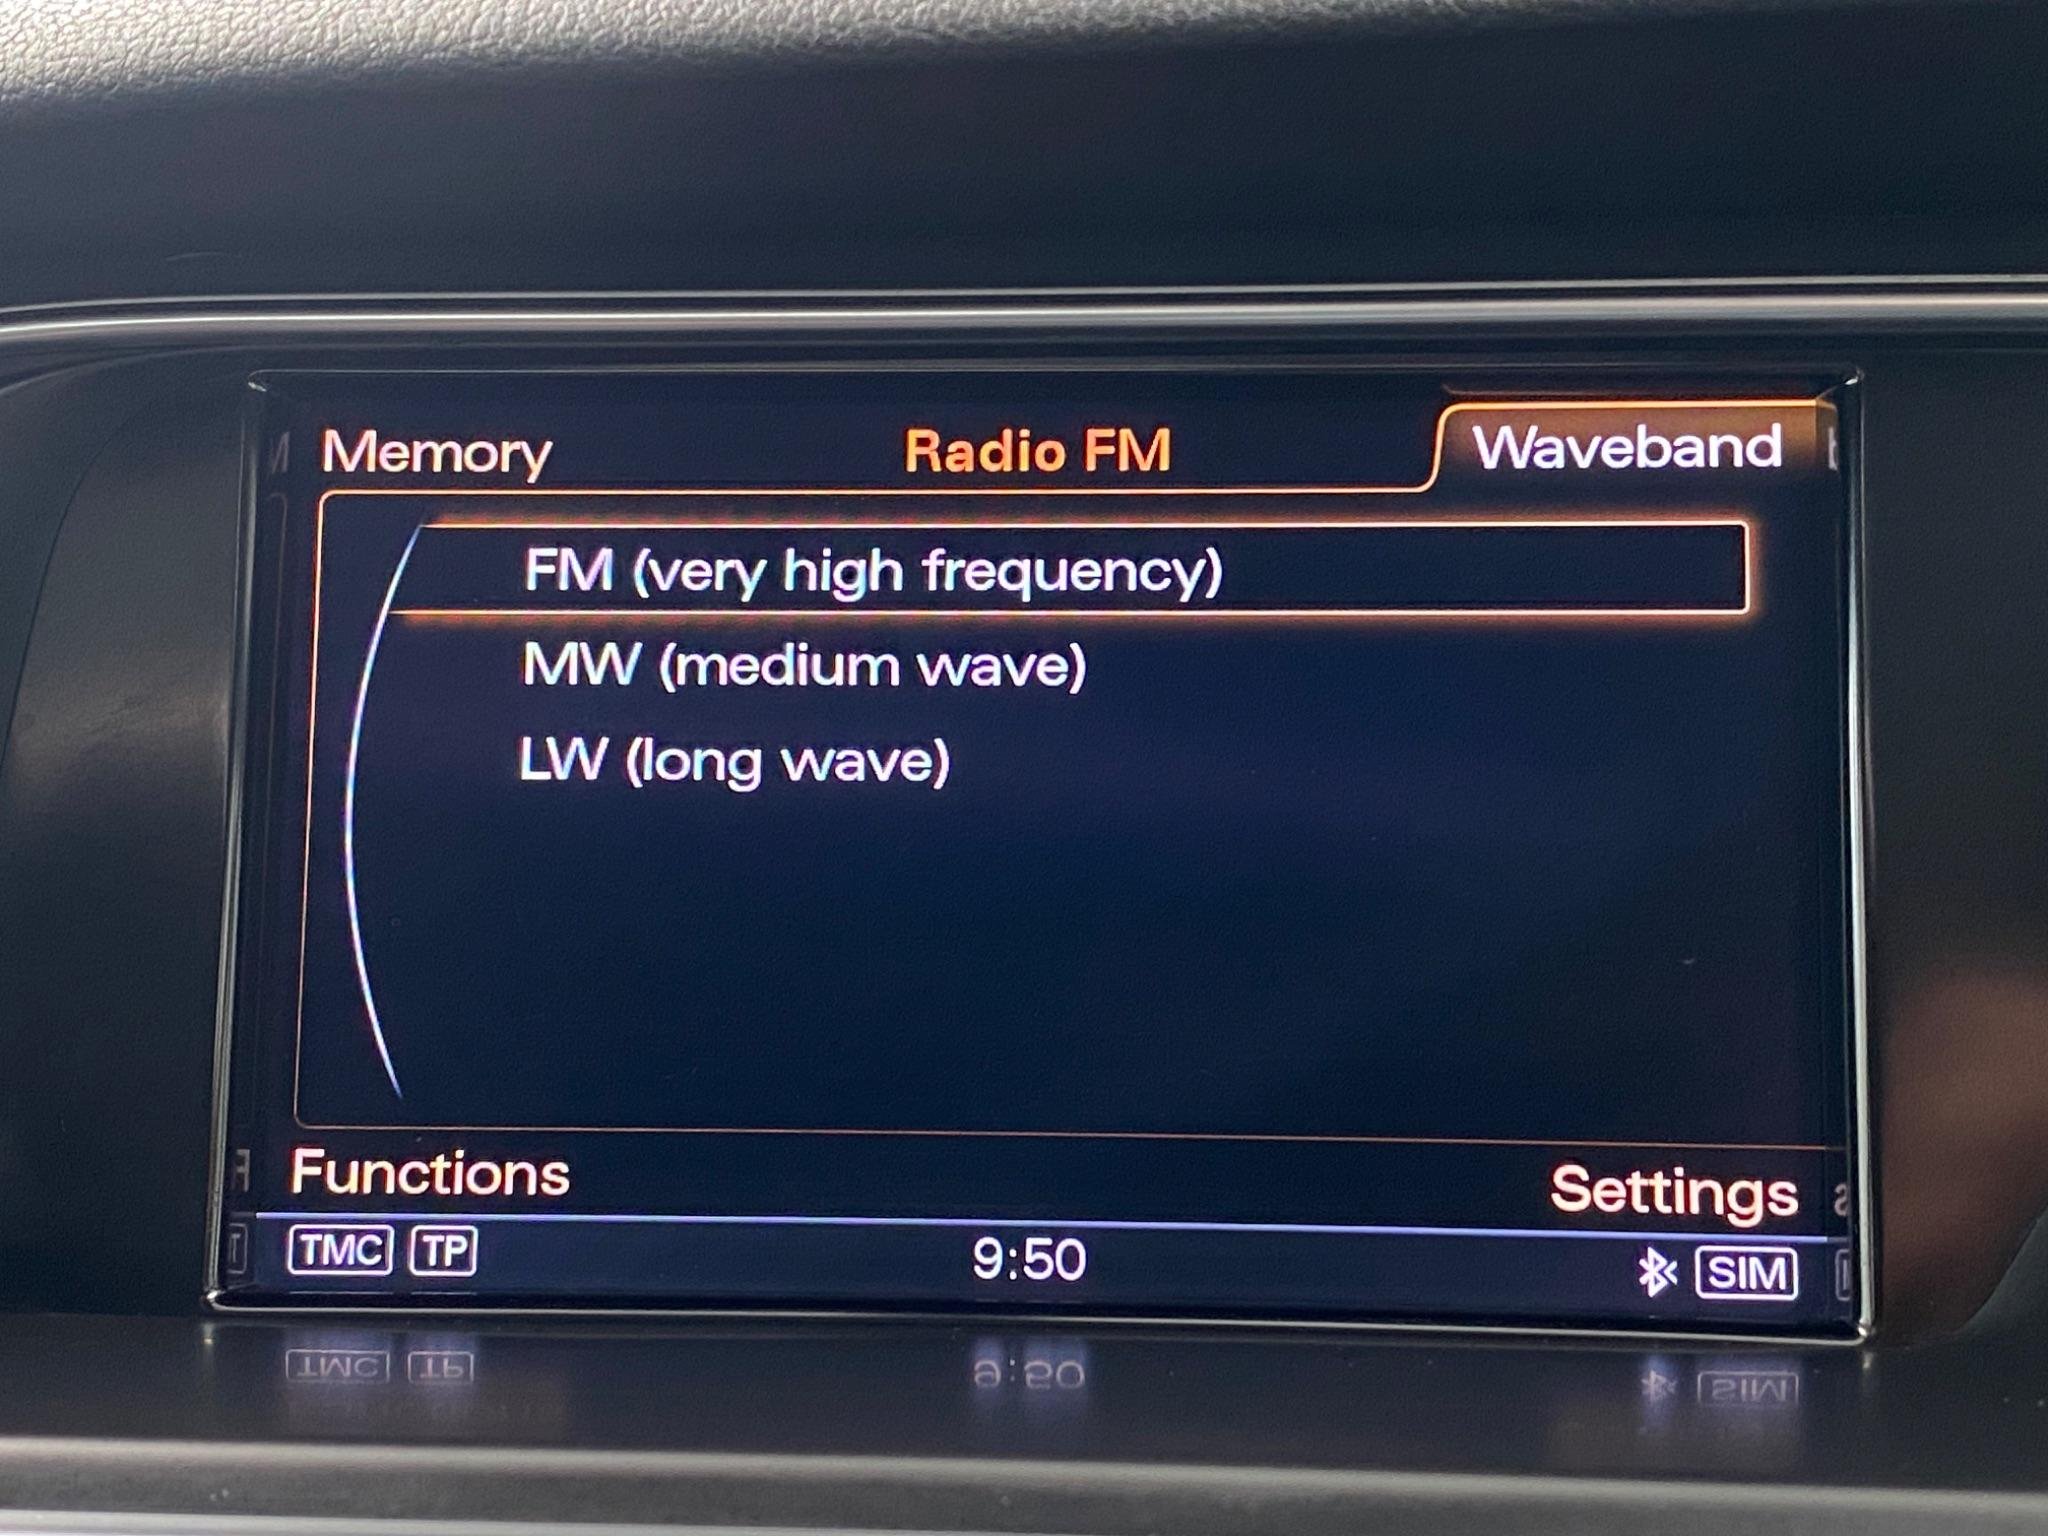 Memory Radio FM Waveband
FM (very high frequency)
MW (medium wave)
LW (long wave)
Functions Settings
TMC TP 9:50 SIM